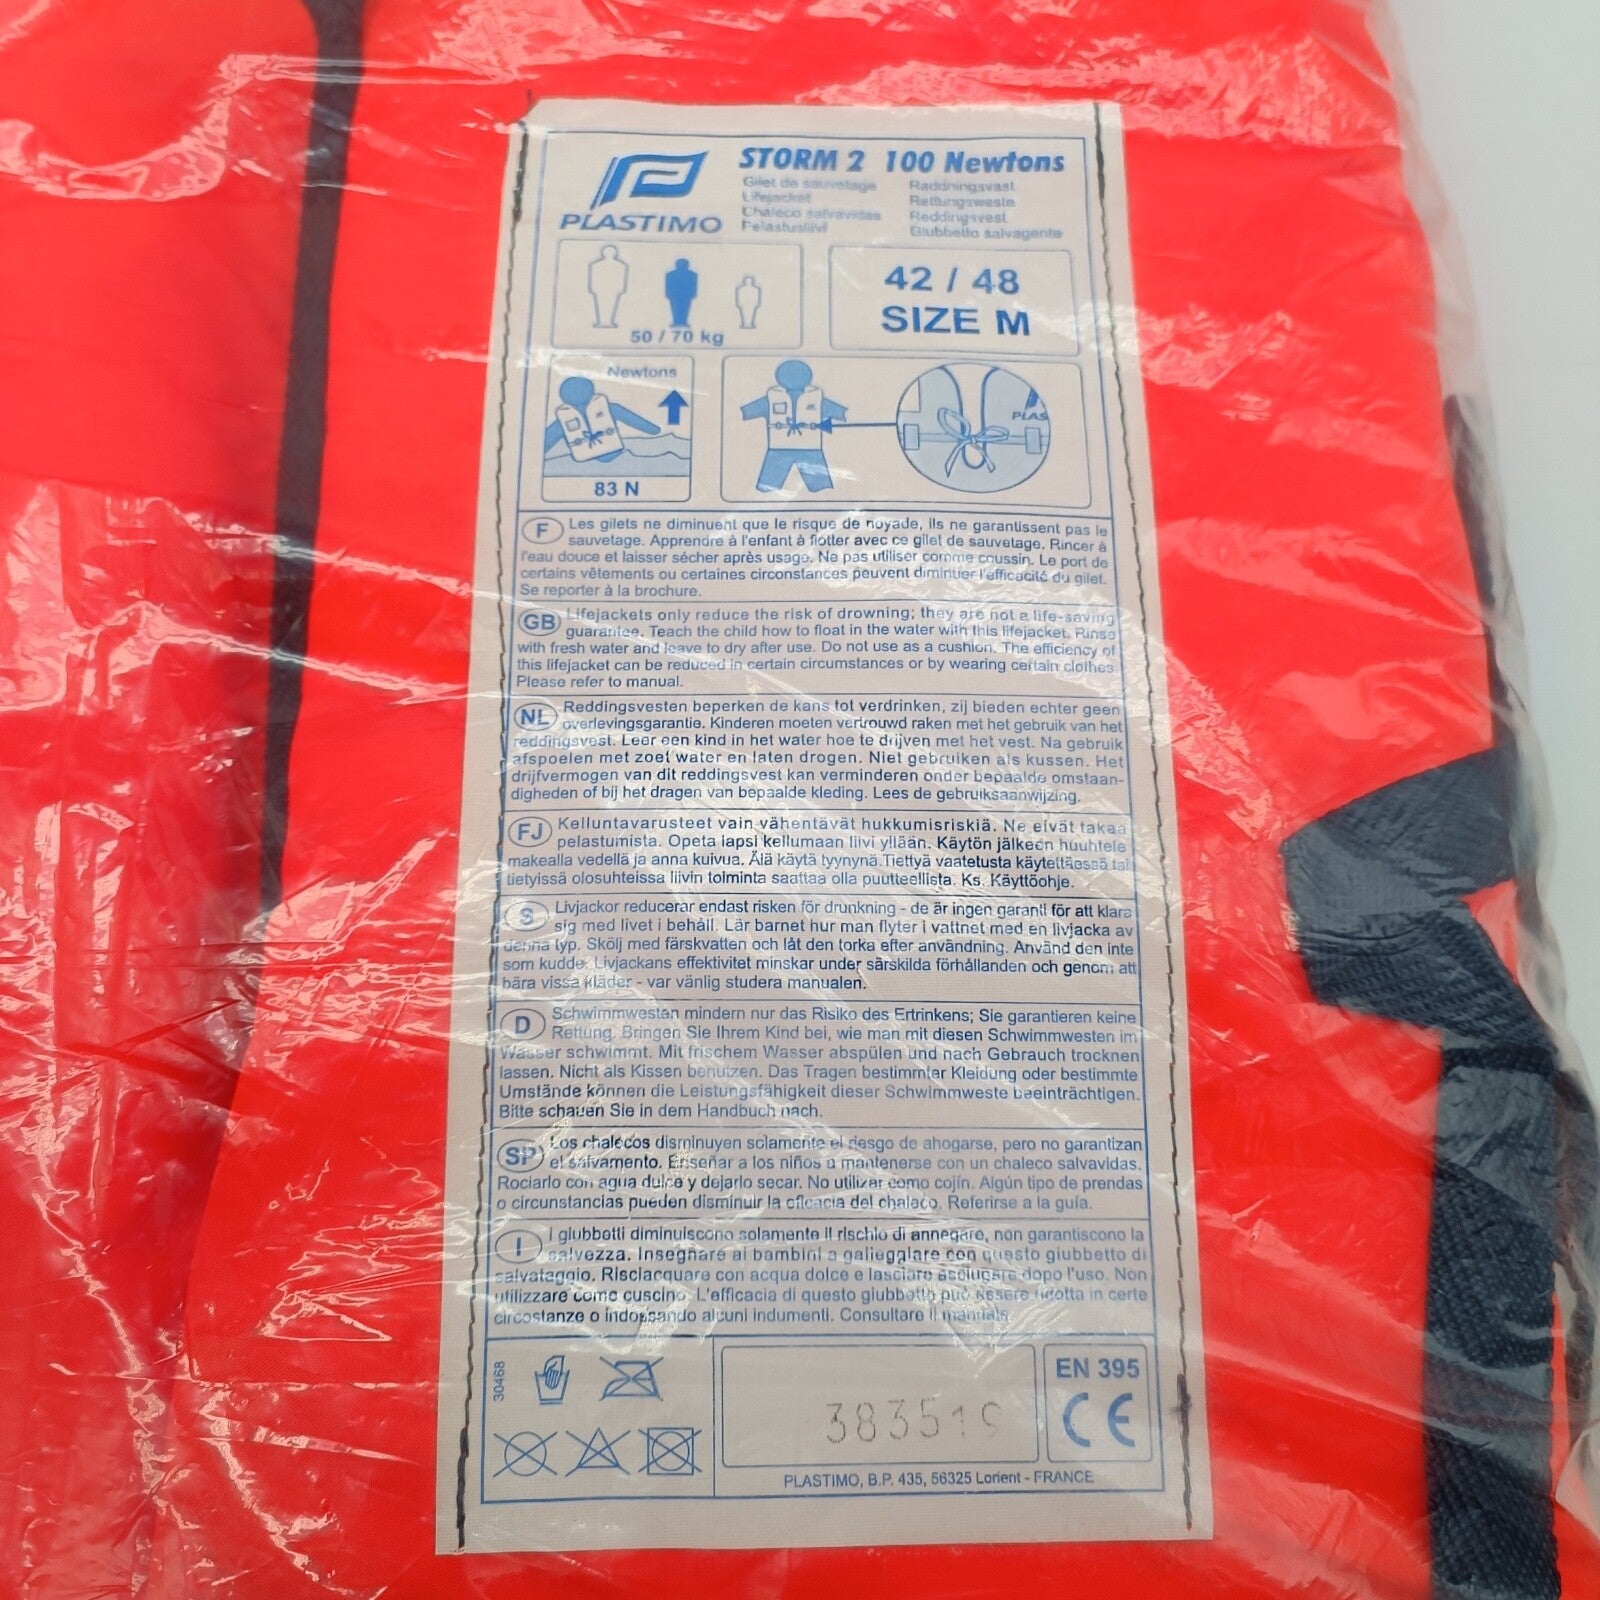 PLASTIMO
STORM 2 100 Newtons
Gilet de sauvetage
Lifejacket
Chaleco salvavidas
Pelastusliivi
Raddningsvast
Rettungsweste
Reddingsvest
Giubbetto salvagente
50 / 70 kg
42 / 48
SIZE M
Newtons
83 N
PLAS
F Les gilets ne diminuent que le risque de noyade, ils ne garantissent pas le
sauvetage. Apprendre à l'enfant à flotter avec ce gilet de sauvetage. Rincer à
l'eau douce et laisser sécher après usage. Ne pas utiliser comme coussin. Le port de
certains vêtements ou certaines circonstances peuvent diminuer l'efficacité du gilet.
Se reporter à la brochure.
GB Lifejackets only reduce the risk of drowning; they are not a life-saving
guarantee. Teach the child how to float in the water with this lifejacket. Rinse
with fresh water and leave to dry after use. Do not use as a cushion. The efficiency of
this lifejacket can be reduced in certain circumstances or by wearing certain clothes.
Please refer to manual.
NL Reddingsvesten beperken de kans tot verdrinken, zij bieden echter geen
overlevingsgarantie. Kinderen moeten vertrouwd raken met het gebruik van het
reddingsvest. Leer een kind in het water hoe te drijven met het vest. Na gebruik
afspoelen met zoet water en laten drogen. Niet gebruiken als kussen. Het
drijfvermogen van dit reddingsvest kan verminderen onder bepaalde omstaan-
digheden of bij het dragen van bepaalde kleding. Lees de gebruiksaanwijzing.
FJ Kelluntavarusteet vain vähentävät hukkumisriskiä. Ne eivät takaa
pelastumista. Opeta lapsi kellumaan liivi yllään. Käytön jälkeen huuhtele
makealla vedellä ja anna kuivua. Älä käytä tyynynä.Tiettyä vaatetusta käytettäessä tai
tietyissä olosuhteissa liivin toiminta saattaa olla puutteellista. Ks. Käyttöohje.
S Livjackor reducerar endast risken för drunkning - de är ingen garanti för att klara
sig med livet i behåll. Lär barnet hur man flyter i vattnet med en livjacka av
denna typ. Skölj med färskvatten och låt den torka efter användning. Använd den inte
som kudde. Livjackans effektivitet minskar under särskilda förhållanden och genom att
bära vissa kläder - var vänlig studera manualen.
D Schwimmwesten mindern nur das Risiko des Ertrinkens; Sie garantieren keine
Rettung. Bringen Sie Ihrem Kind bei, wie man mit diesen Schwimmwesten im
Wasser schwimmt. Mit frischem Wasser abspülen und nach Gebrauch trocknen
lassen. Nicht als Kissen benutzen. Das Tragen bestimmter Kleidung oder bestimmte
Umstände können die Leistungsfähigkeit dieser Schwimmweste beeinträchtigen.
Bitte schauen Sie in dem Handbuch nach.
SP Los chalecos disminuyen solamente el riesgo de ahogarse, pero no garantizan
el salvamento. Enseñar a los niños a mantenerse con un chaleco salvavidas.
Rociarlo con agua dulce y dejarlo secar. No utilizar como cojín. Algún tipo de prendas
o circunstancias pueden disminuir la eficacia del chaleco. Referirse a la guía.
I I giubbetti diminuiscono solamente il rischio di annegare, non garantiscono la
salvezza. Insegnare ai bambini a galleggiare con questo giubbetto di
salvataggio. Risciacquare con acqua dolce e lasciare asciugare dopo l'uso. Non
utilizzare come cuscino. L'efficacia di questo giubbetto può essere ridotta in certe
circostanze o indossando alcuni indumenti. Consultare il manuale.
30468
383519
EN 395
CE
PLASTIMO, B.P. 435, 56325 Lorient - FRANCE